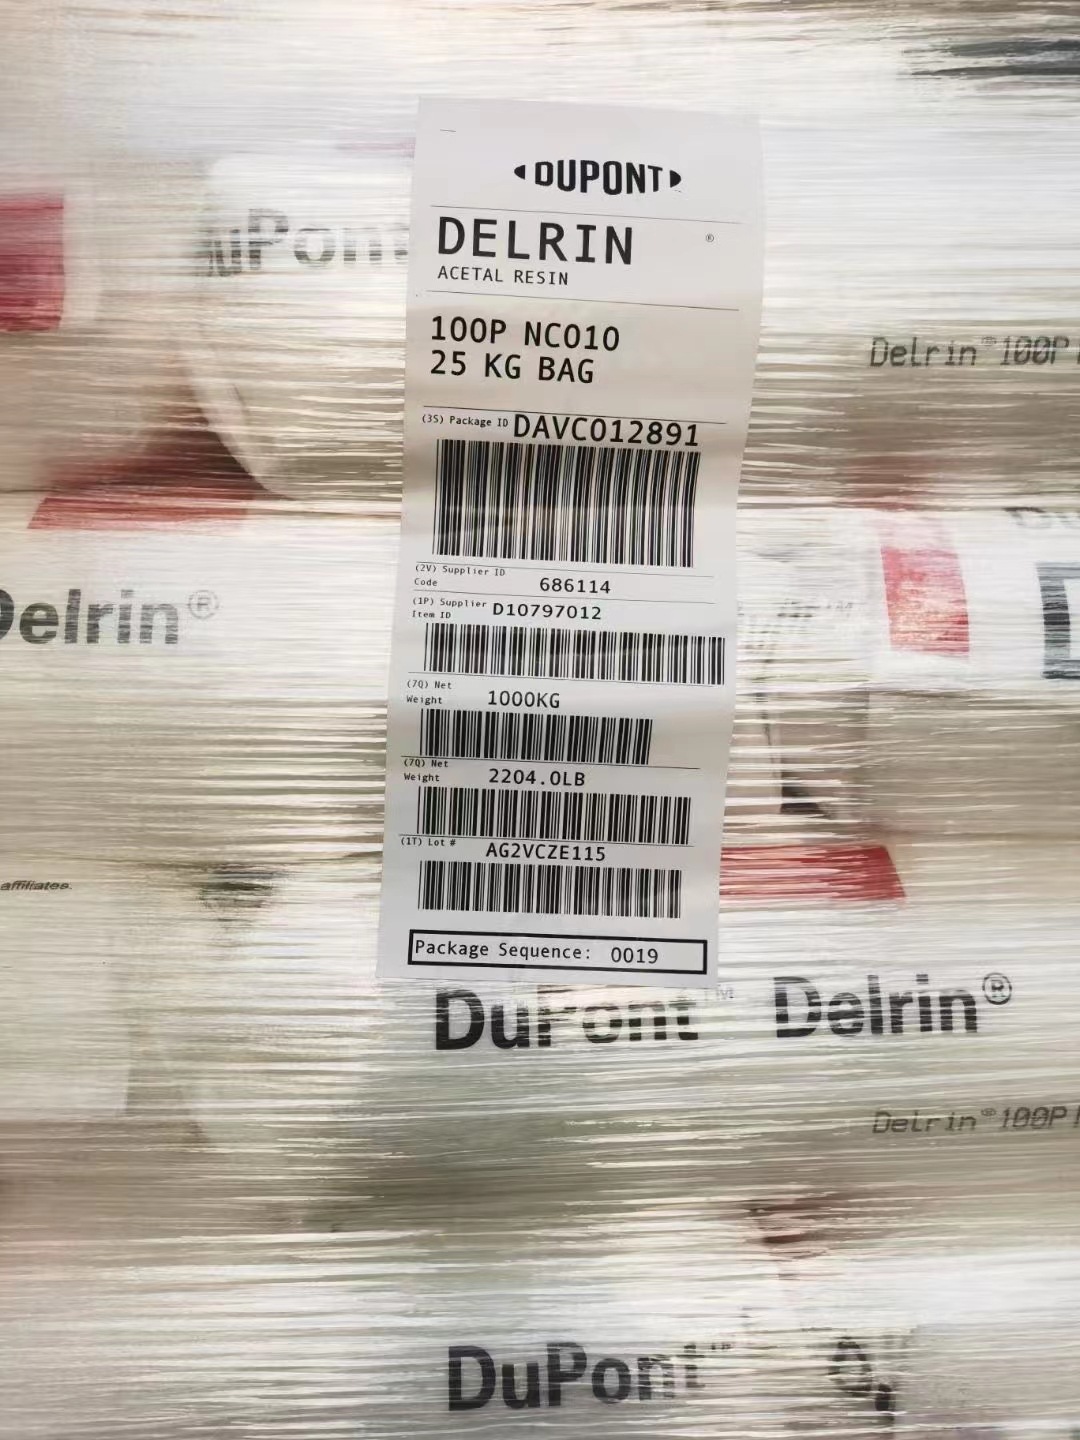 DUPONT
DELRIN ®
ACETAL RESIN
100P NC010
25 KG BAG
(3S) Package ID DAVC012891
(2V) Supplier ID
Code 686114
(1P) Supplier D10797012
Item ID
(7Q) Net
Weight 1000KG
(7Q) Net
Weight 2204.0LB
(1T) Lot # AG2VCZE115
Package Sequence: 0019
DuPont
Delrin®100P
Delrin®
affiliates.
DuPont™ Delrin®
Delrin®100P
DuPont™